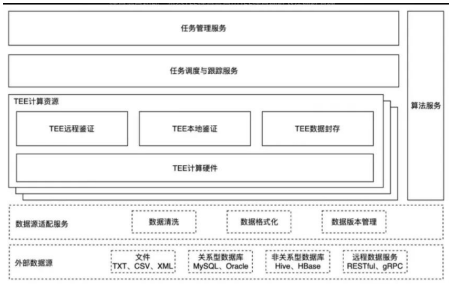 任务管理服务
任务调度与跟踪服务
算法服务
TEE计算资源
TEE远程鉴证
TEE本地鉴证
TEE数据封存
TEE计算硬件
数据源适配服务
数据清洗
数据格式化
数据版本管理
外部数据源
文件
TXT、CSV、XML
关系型数据库
MySQL、Oracle
非关系型数据库
Hive、HBase
远程数据服务
RESTful、gRPC